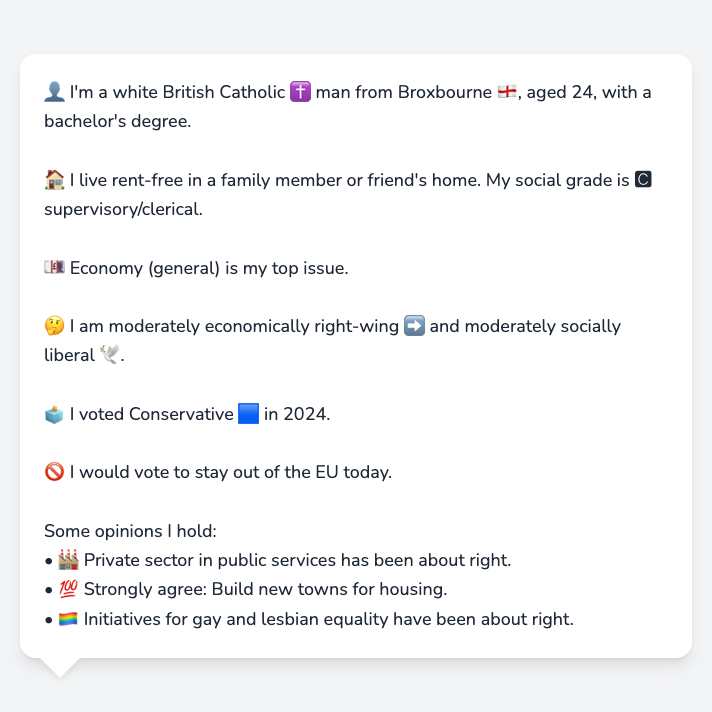 👤 I'm a white British Catholic ✝️ man from Broxbourne 🏴󠁧󠁢󠁥󠁮󠁧󠁿, aged 24, with a
bachelor's degree.
🏠 I live rent-free in a family member or friend's home. My social grade is 🅲
supervisory/clerical.
💷 Economy (general) is my top issue.
🤔 I am moderately economically right-wing ➡️ and moderately socially
liberal 🕊️.
🗳️ I voted Conservative 🟦 in 2024.
🚫 I would vote to stay out of the EU today.
Some opinions I hold:
• 🏭 Private sector in public services has been about right.
• 💯 Strongly agree: Build new towns for housing.
• 🏳️‍🌈 Initiatives for gay and lesbian equality have been about right.